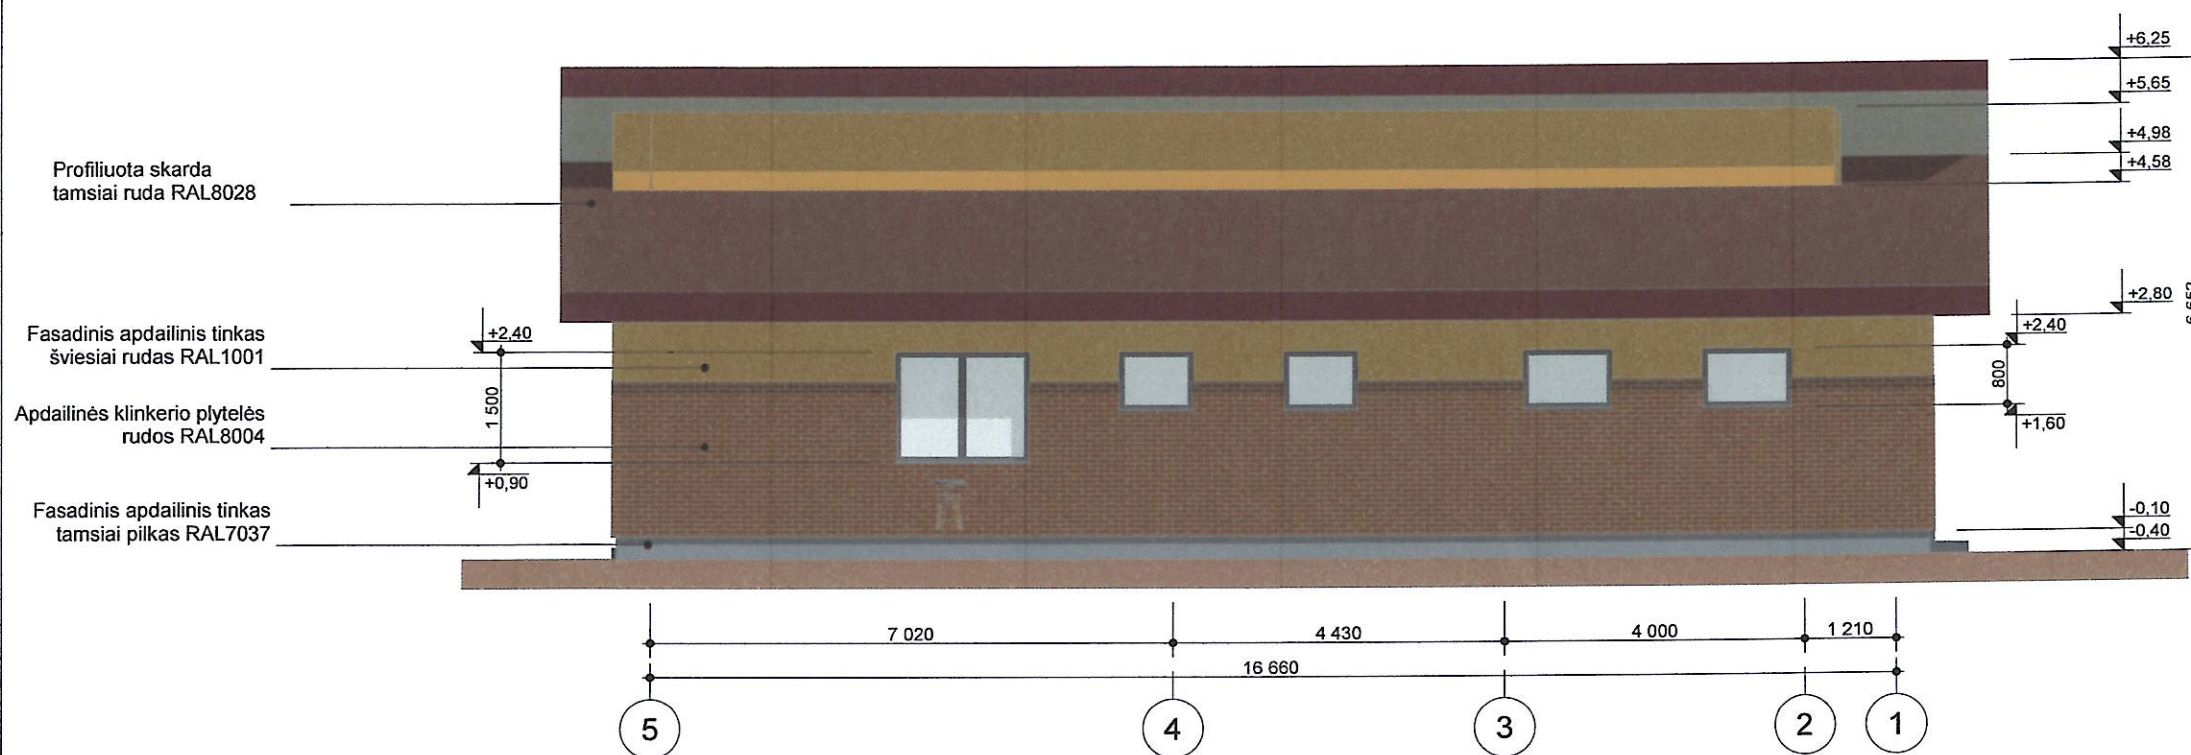 Profiliuota skarda
tamsiai ruda RAL8028
Fasadinis apdailinis tinkas
šviesiai rudas RAL1001
Apdailinės klinkerio plytelės
rudos RAL8004
Fasadinis apdailinis tinkas
tamsiai pilkas RAL7037
+2,40
1 500
+0,90
+6,25
+5,65
+4,98
+4,58
+2,80
+2,40
800
+1,60
-0,10
-0,40
7 020
4 430
4 000
1 210
16 660
5
4
3
2
1